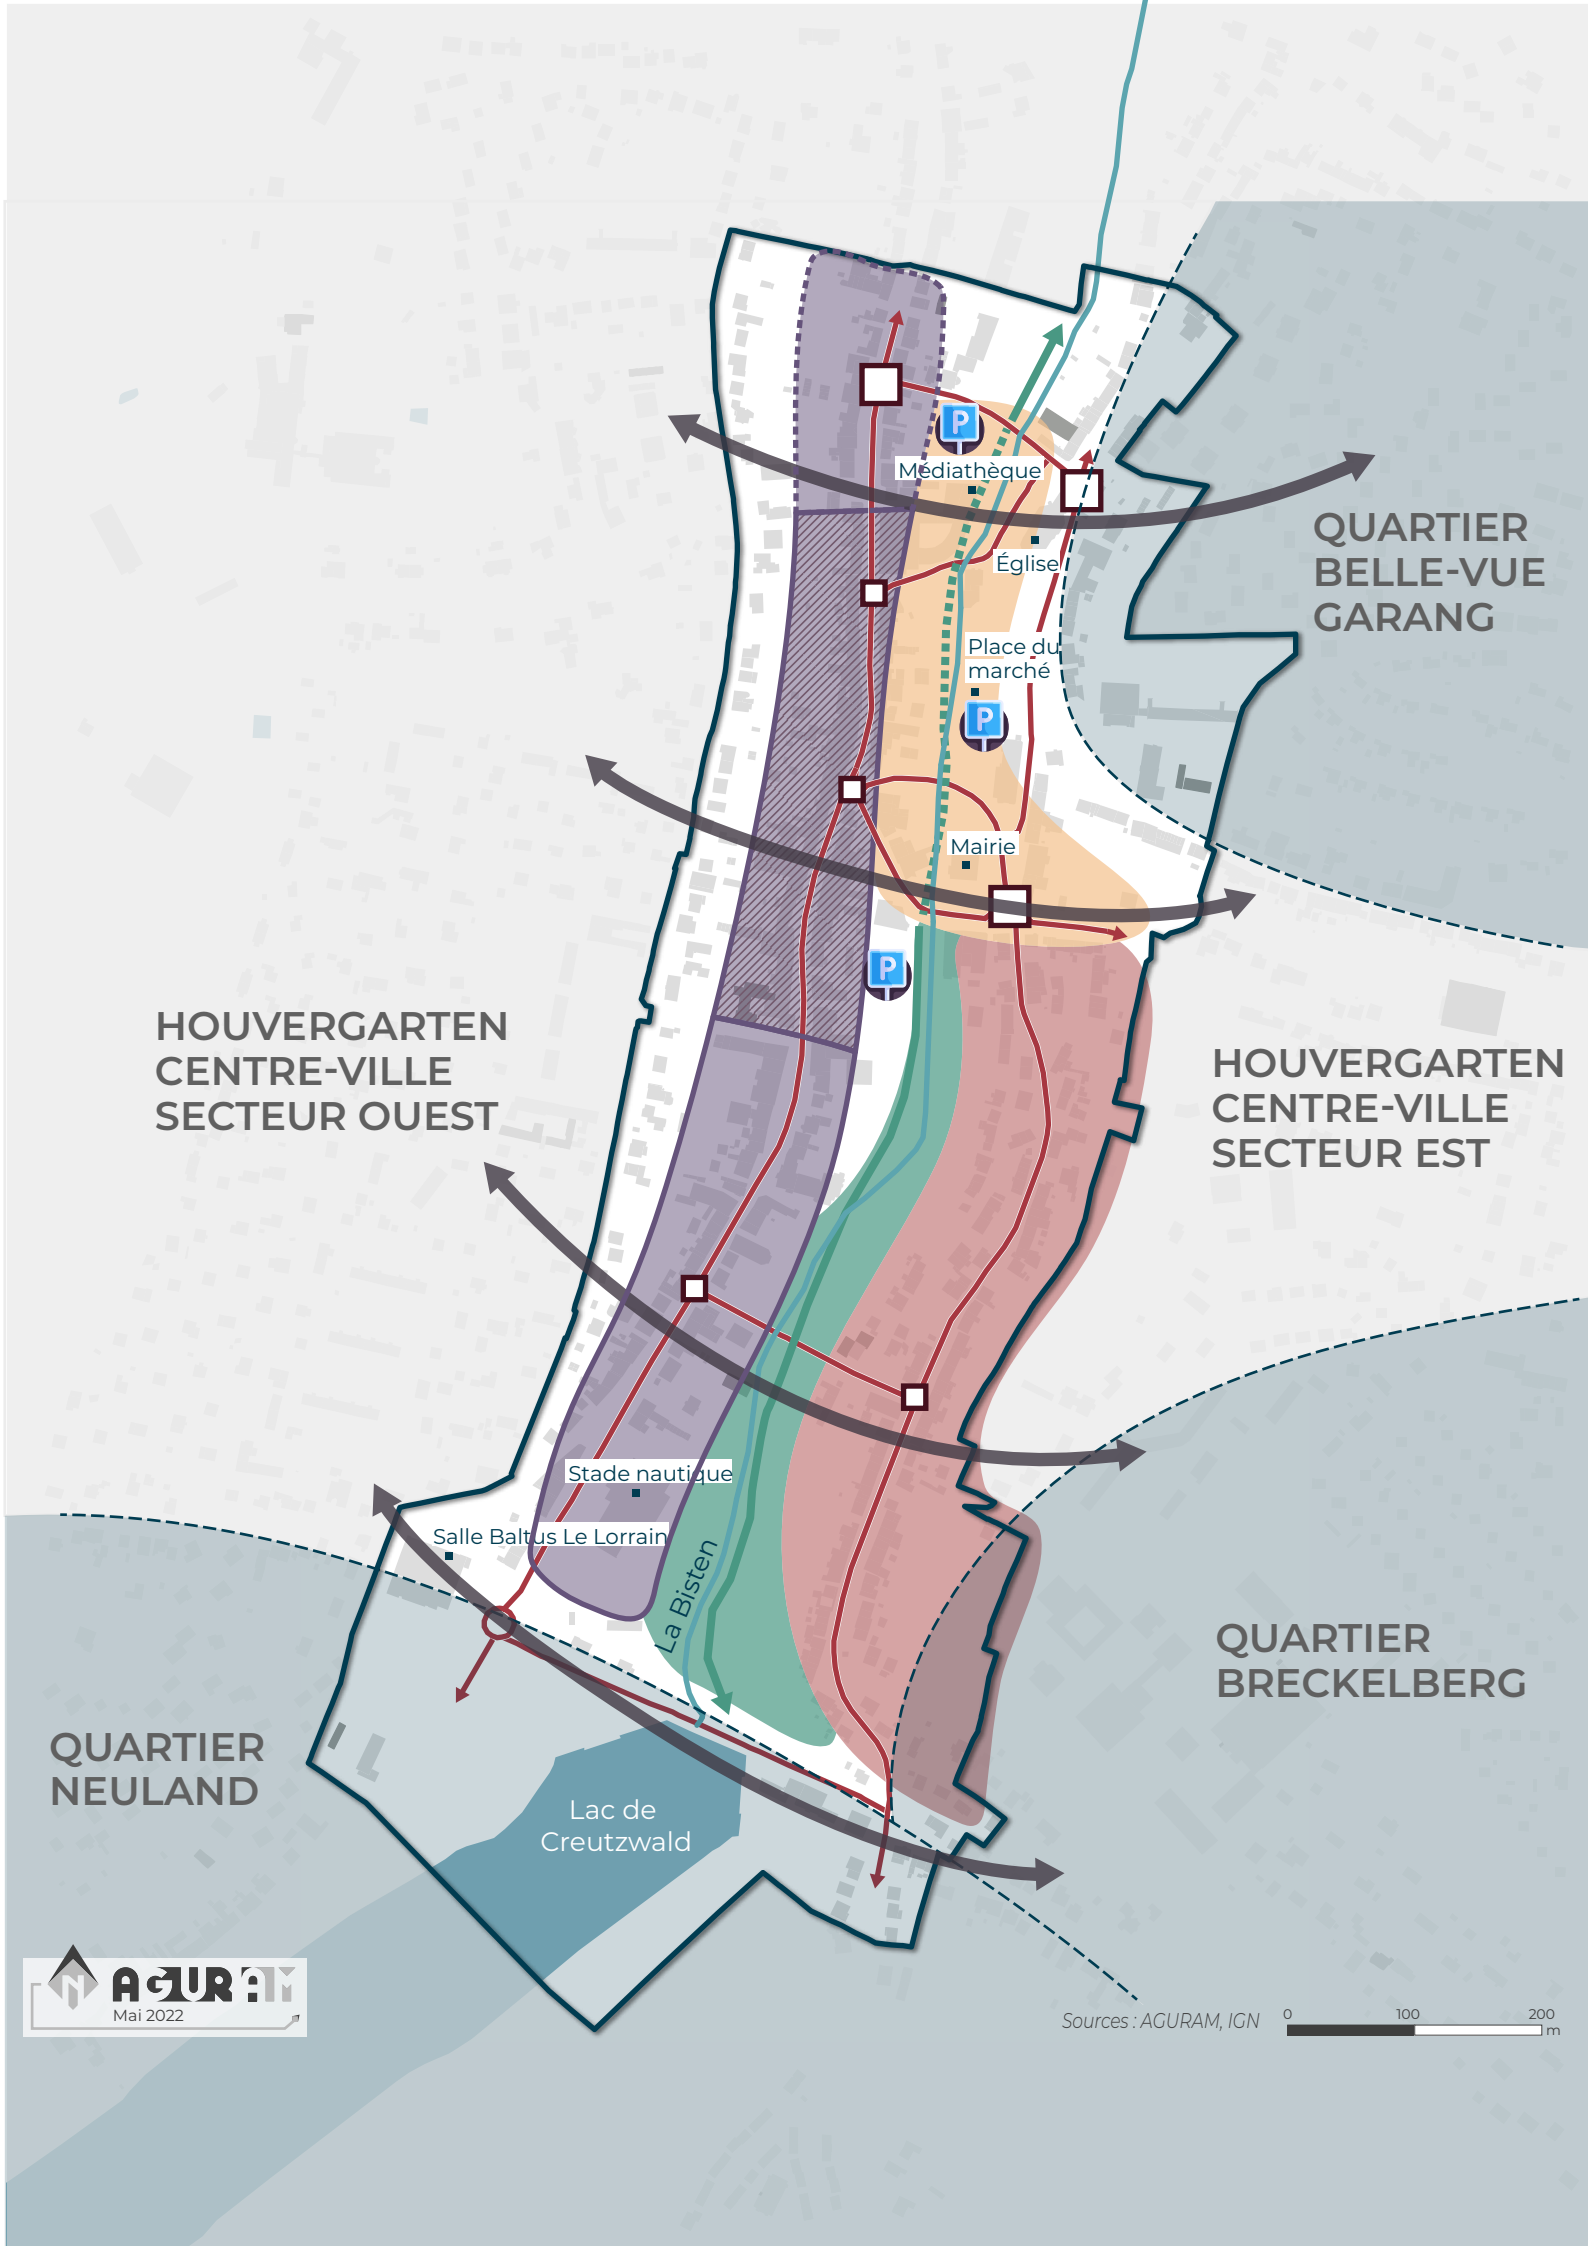 P
Médiathèque
QUARTIER
BELLE-VUE
GARANG
Église
Place du
marché
P
Mairie
P
HOUVERGARTEN
CENTRE-VILLE
SECTEUR OUEST
HOUVERGARTEN
CENTRE-VILLE
SECTEUR EST
Stade nautique
Salle Baltus Le Lorrain
La Bisten
QUARTIER
BRECKELBERG
QUARTIER
NEULAND
Lac de
Creutzwald
N
AGURAM
Mai 2022
Sources : AGURAM, IGN
0 100 200
m